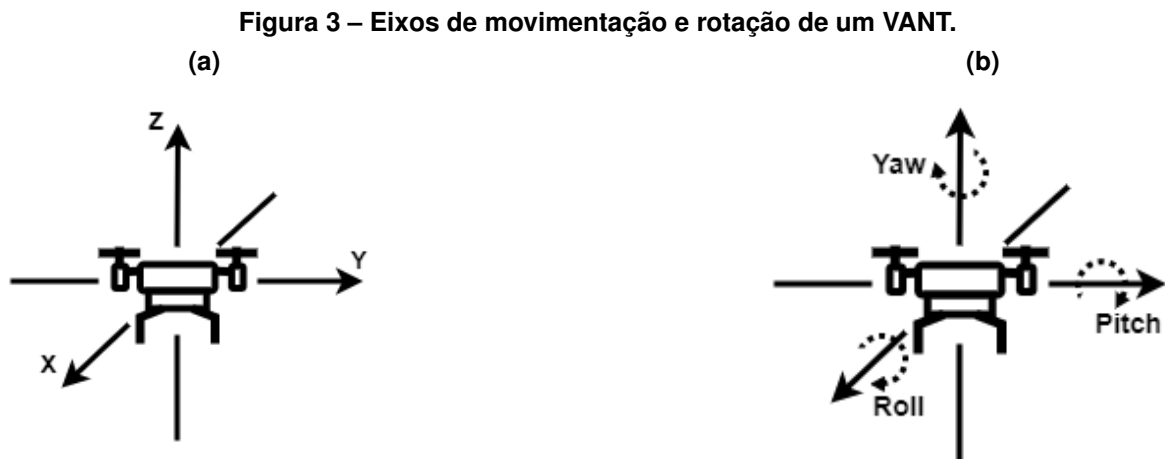 Figura 3 – Eixos de movimentação e rotação de um VANT.
(a)
(b)
Z
Y
X
Yaw
Pitch
Roll